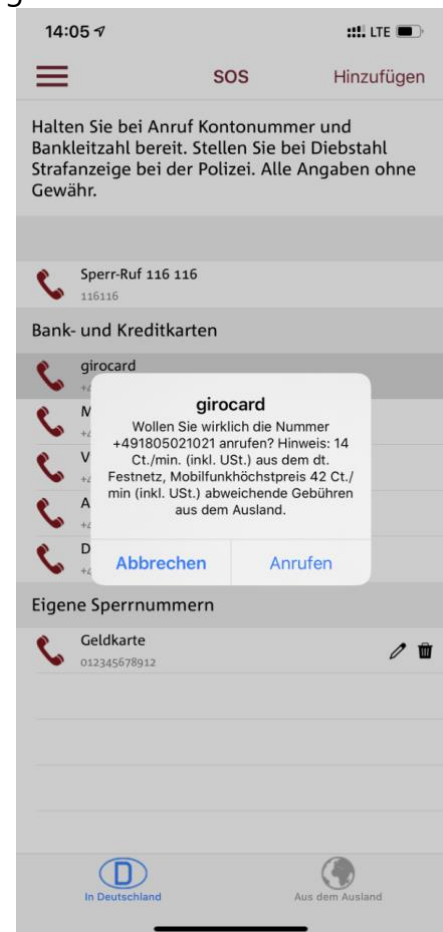 14:05
LTE
SOS
Hinzufügen
Halten Sie bei Anruf Kontonummer und
Bankleitzahl bereit. Stellen Sie bei Diebstahl
Strafanzeige bei der Polizei. Alle Angaben ohne
Gewähr.
Sperr-Ruf 116 116
116116
Bank- und Kreditkarten
girocard
M
V
A
D
girocard
Wollen Sie wirklich die Nummer
+491805021021 anrufen? Hinweis: 14
Ct./min. (inkl. USt.) aus dem dt.
Festnetz, Mobilfunkhöchstpreis 42 Ct./
min (inkl. USt.) abweichende Gebühren
aus dem Ausland.
Abbrechen
Anrufen
Eigene Sperrnummern
Geldkarte
012345678912
D
In Deutschland
Aus dem Ausland